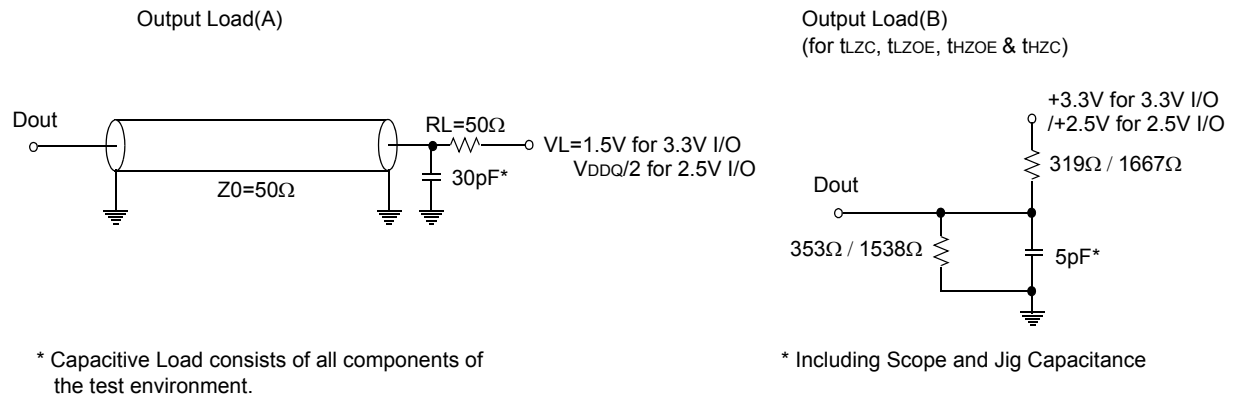 Output Load(A)
Dout
Z0=50Ω
RL=50Ω
30pF*
VL=1.5V for 3.3V I/O
VDDQ/2 for 2.5V I/O
* Capacitive Load consists of all components of
the test environment.
Output Load(B)
(for tLZC, tLZOE, tHZOE & tHZC)
+3.3V for 3.3V I/O
/+2.5V for 2.5V I/O
319Ω / 1667Ω
Dout
353Ω / 1538Ω
5pF*
* Including Scope and Jig Capacitance